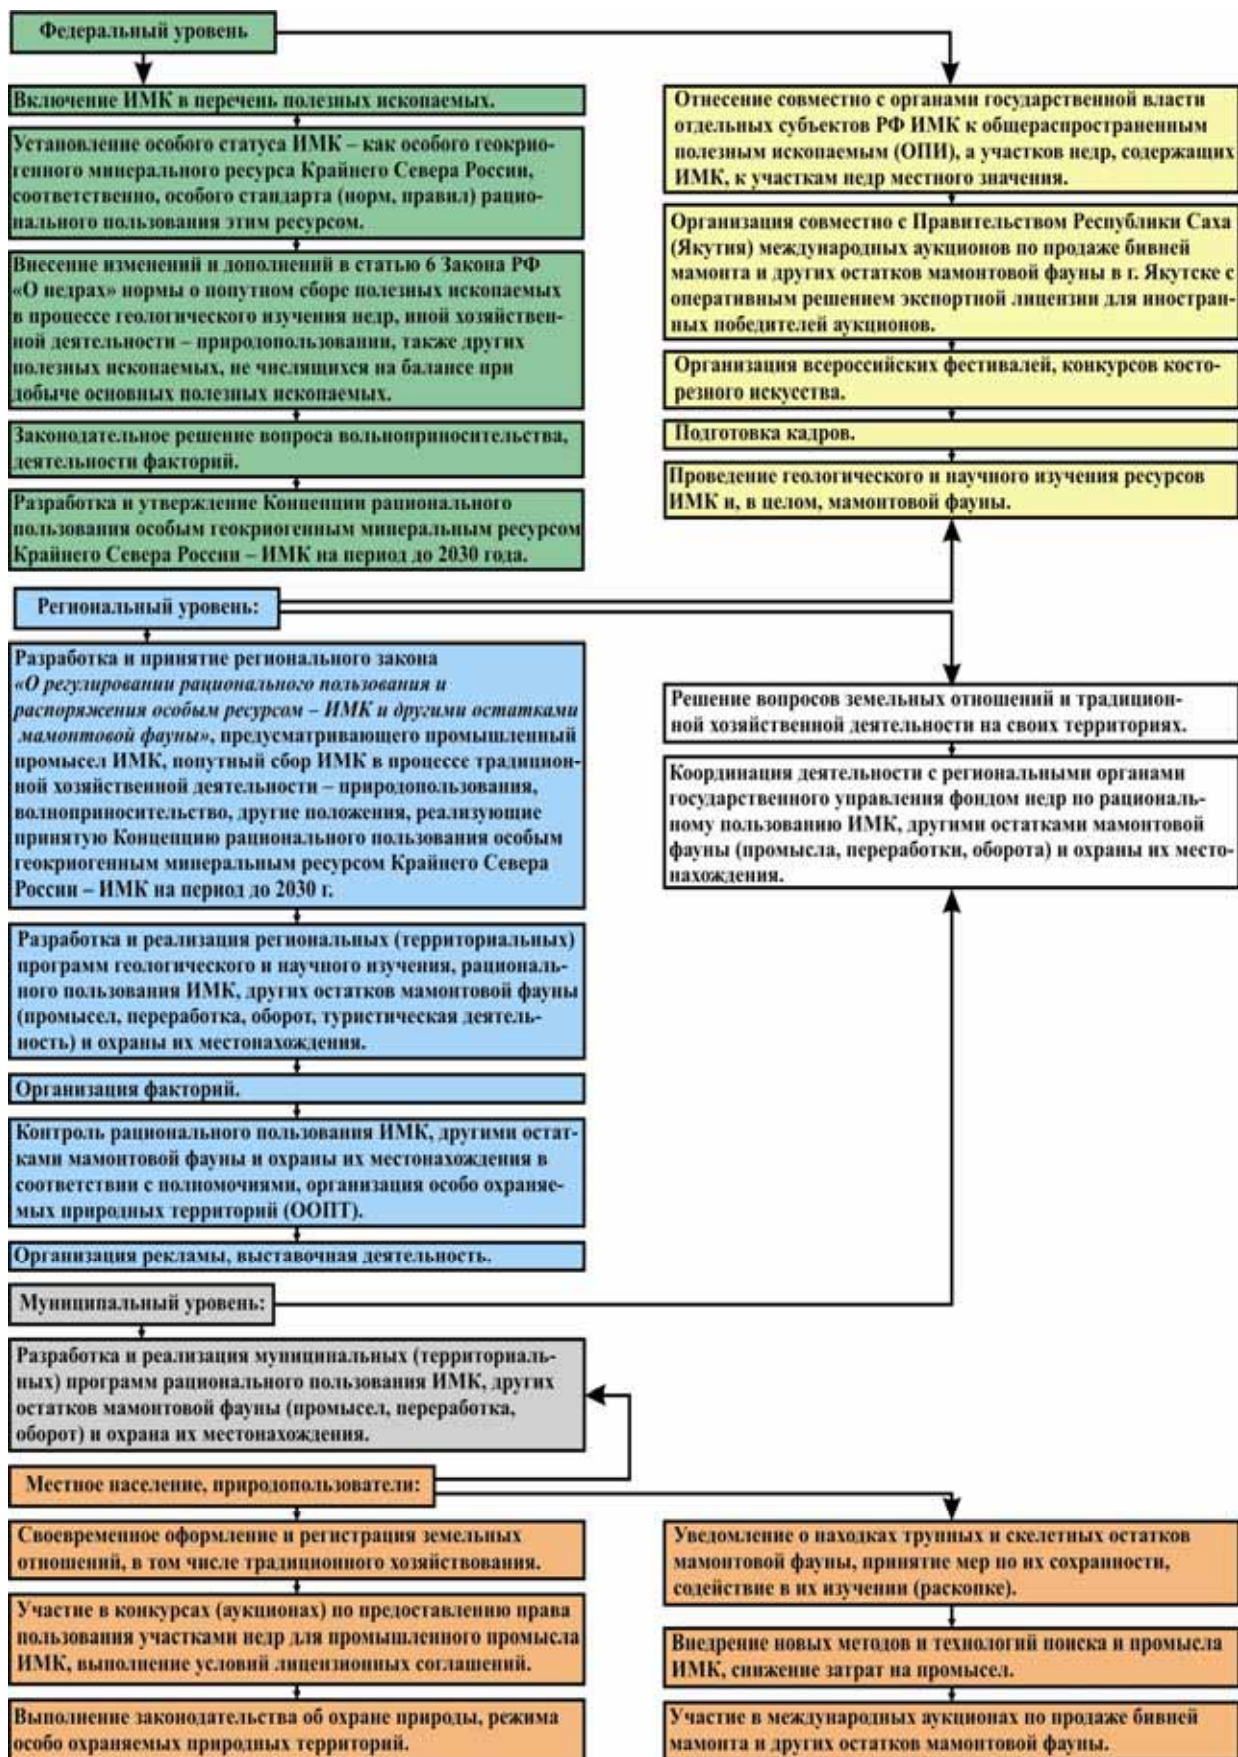 Федеральный уровень
Включение ИМК в перечень полезных ископаемых.
Установление особого статуса ИМК – как особого геокрио-
генного минерального ресурса Крайнего Севера России,
соответственно, особого стандарта (норм, правил) рацио-
нального пользования этим ресурсом.
Внесение изменений и дополнений в статью 6 Закона РФ
«О недрах» нормы о попутном сборе полезных ископаемых
в процессе геологического изучения недр, иной хозяйствен-
ной деятельности – природопользовании, также других
полезных ископаемых, не числящихся на балансе при
добыче основных полезных ископаемых.
Законодательное решение вопроса вольноприносительства,
деятельности факторий.
Разработка и утверждение Концепции рационального
пользования особым геокриогенным минеральным ресурсом
Крайнего Севера России – ИМК на период до 2030 года.
Отнесение совместно с органами государственной власти
отдельных субъектов РФ ИМК к общераспространенным
полезным ископаемым (ОПИ), а участков недр, содержащих
ИМК, к участкам недр местного значения.
Организация совместно с Правительством Республики Саха
(Якутия) международных аукционов по продаже бивней
мамонта и других остатков мамонтовой фауны в г. Якутске с
оперативным решением экспортной лицензии для иностран-
ных победителей аукционов.
Организация всероссийских фестивалей, конкурсов косто-
резного искусства.
Подготовка кадров.
Проведение геологического и научного изучения ресурсов
ИМК и, в целом, мамонтовой фауны.
Региональный уровень:
Разработка и принятие регионального закона
«О регулировании рационального пользования и
распоряжения особым ресурсом – ИМК и другими остатками
мамонтовой фауны», предусматривающего промышленный
промысел ИМК, попутный сбор ИМК в процессе традицион-
ной хозяйственной деятельности – природопользования,
волноприносительство, другие положения, реализующие
принятую Концепцию рационального пользования особым
геокриогенным минеральным ресурсом Крайнего Севера
России – ИМК на период до 2030 г.
Разработка и реализация региональных (территориальных)
программ геологического и научного изучения, рациональ-
ного пользования ИМК, других остатков мамонтовой фауны
(промысел, переработка, оборот, туристическая деятель-
ность) и охраны их местонахождения.
Организация факторий.
Контроль рационального пользования ИМК, другими остат-
ками мамонтовой фауны и охраны их местонахождения в
соответствии с полномочиями, организация особо охраняе-
мых природных территорий (ООПТ).
Организация рекламы, выставочная деятельность.
Решение вопросов земельных отношений и традицион-
ной хозяйственной деятельности на своих территориях.
Координация деятельности с региональными органами
государственного управления фондом недр по рациональ-
ному пользованию ИМК, другими остатками мамонтовой
фауны (промысла, переработки, оборота) и охраны их место-
нахождения.
Муниципальный уровень:
Разработка и реализация муниципальных (территориаль-
ных) программ рационального пользования ИМК, других
остатков мамонтовой фауны (промысел, переработка,
оборот) и охрана их местонахождения.
Местное население, природопользователи:
Своевременное оформление и регистрация земельных
отношений, в том числе традиционного хозяйствования.
Участие в конкурсах (аукционах) по предоставлению права
пользования участками недр для промышленного промысла
ИМК, выполнение условий лицензионных соглашений.
Выполнение законодательства об охране природы, режима
особо охраняемых природных территорий.
Уведомление о находках трупных и скелетных остатков
мамонтовой фауны, принятие мер по их сохранности,
содействие в их изучении (раскопке).
Внедрение новых методов и технологий поиска и промысла
ИМК, снижение затрат на промысел.
Участие в международных аукционах по продаже бивней
мамонта и других остатков мамонтовой фауны.